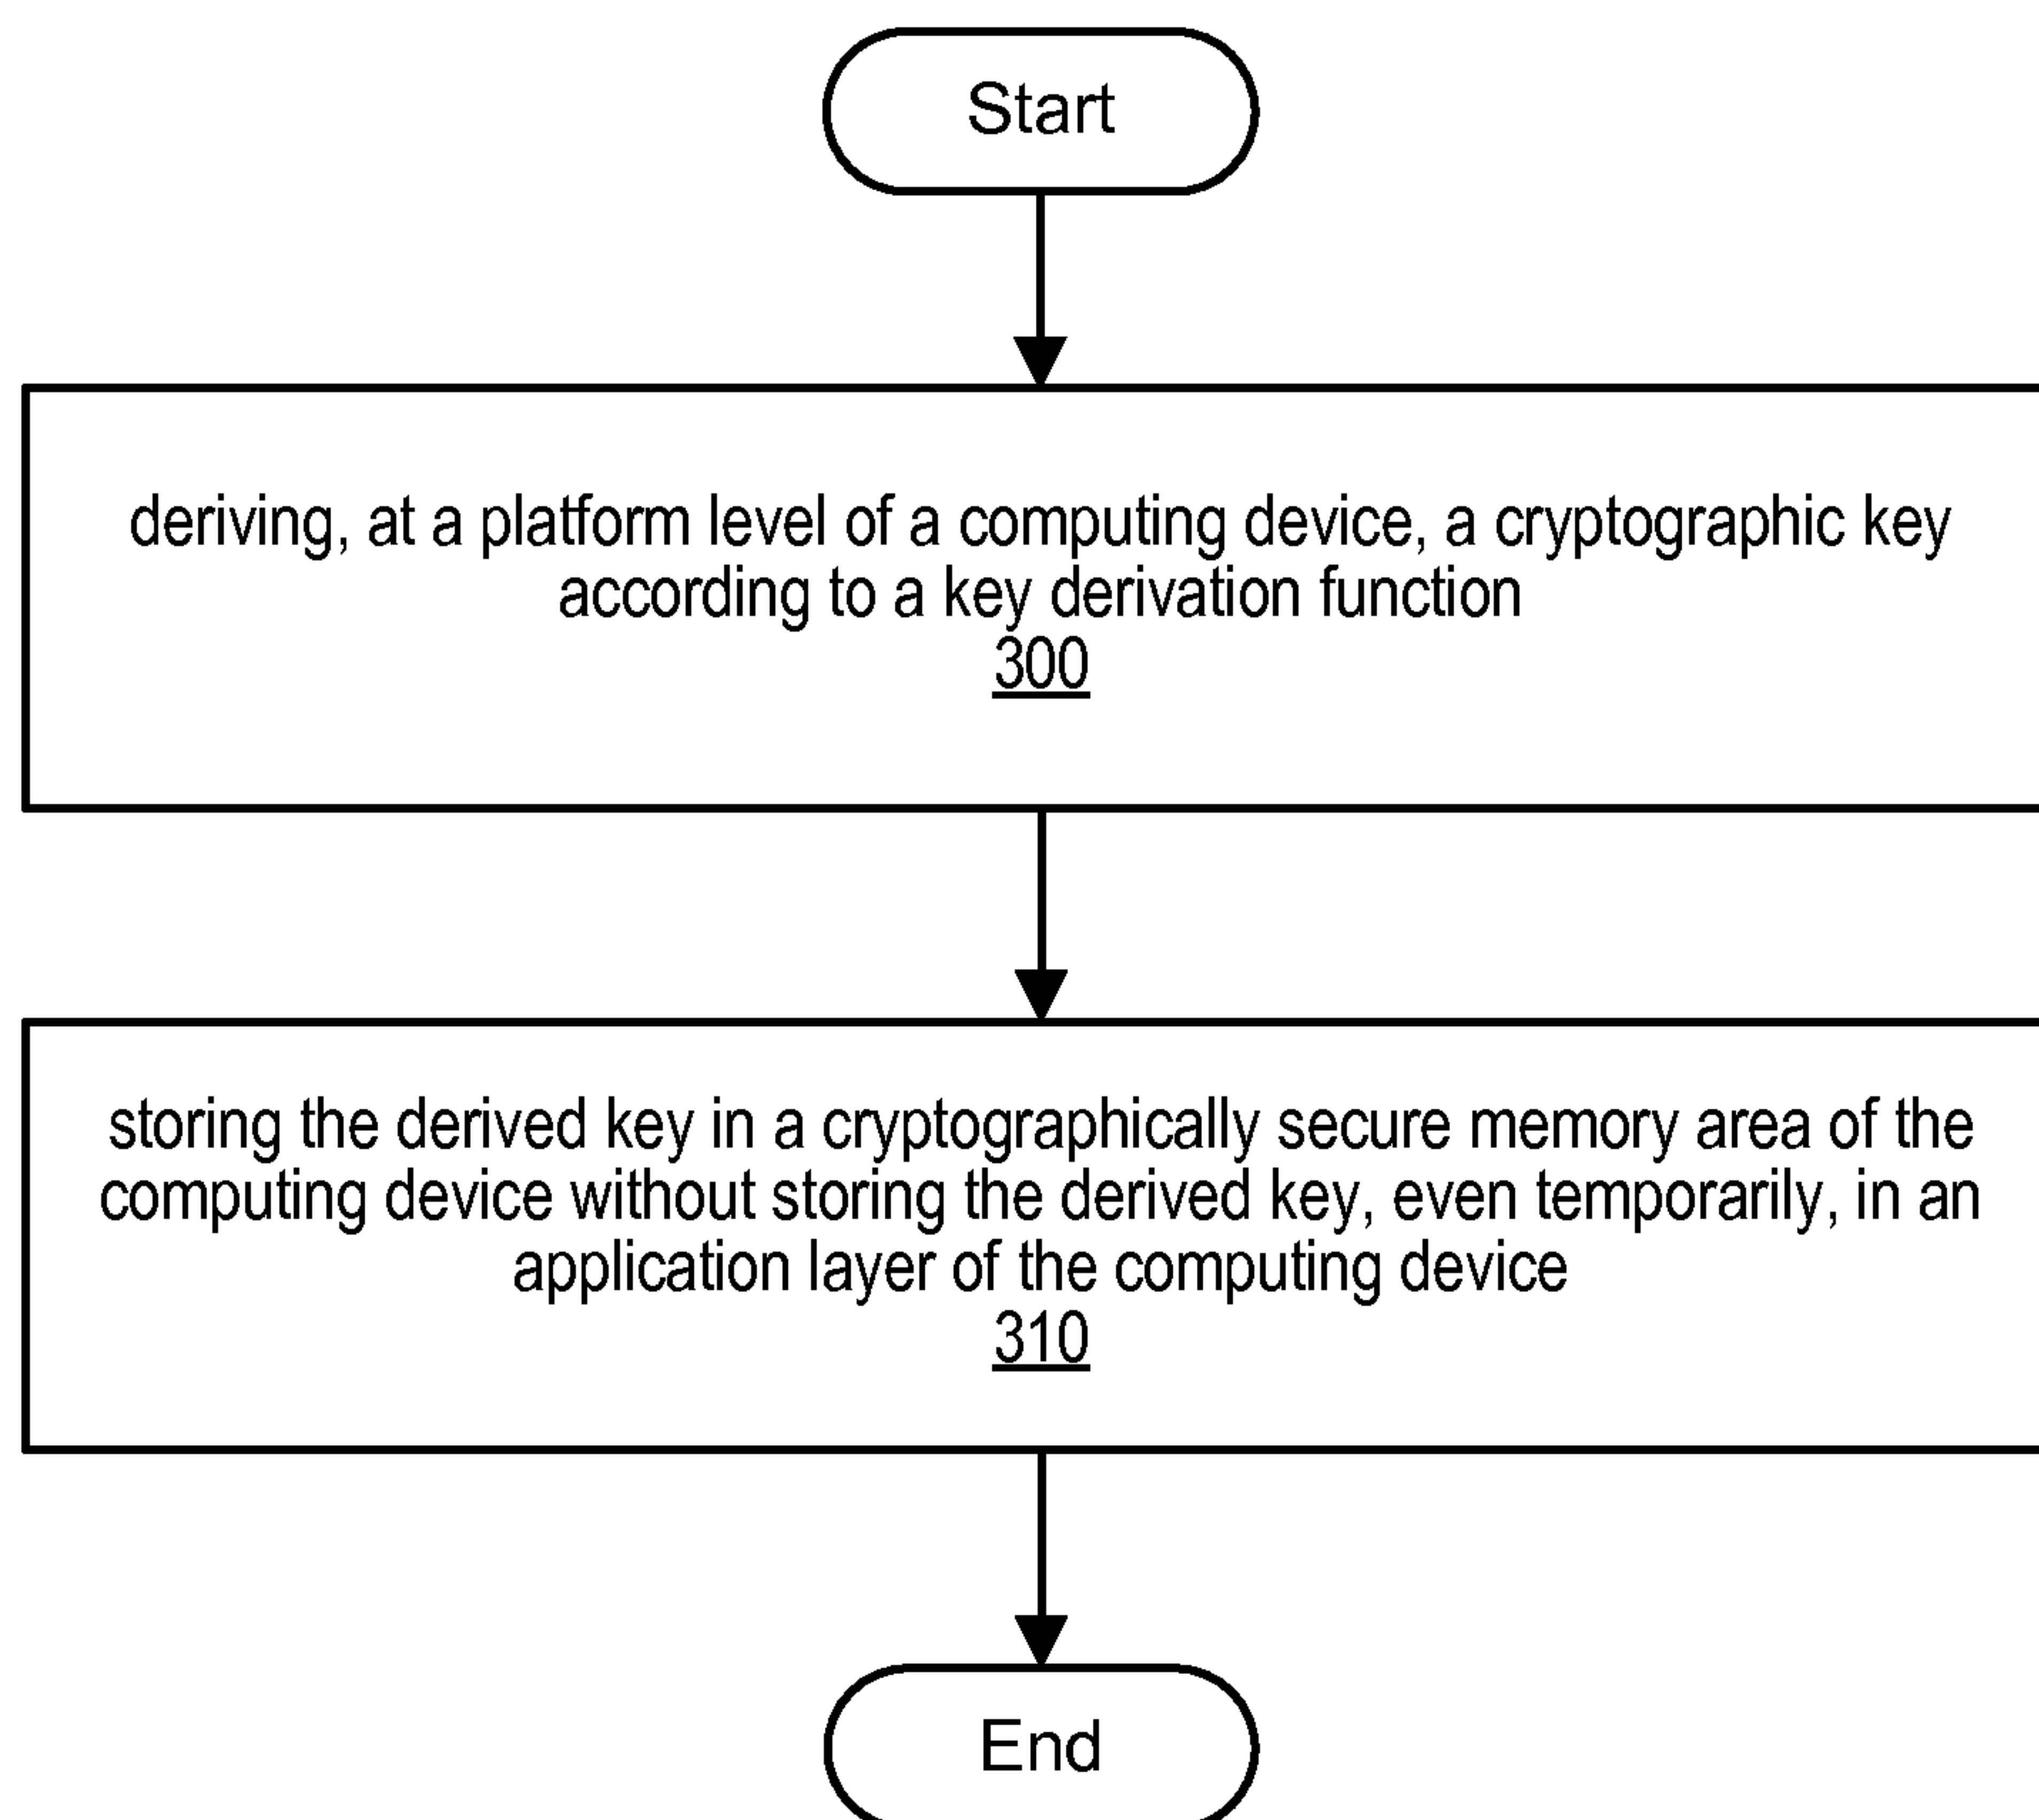 Start
deriving, at a platform level of a computing device, a cryptographic key
according to a key derivation function
300
storing the derived key in a cryptographically secure memory area of the
computing device without storing the derived key, even temporarily, in an
application layer of the computing device
310
End